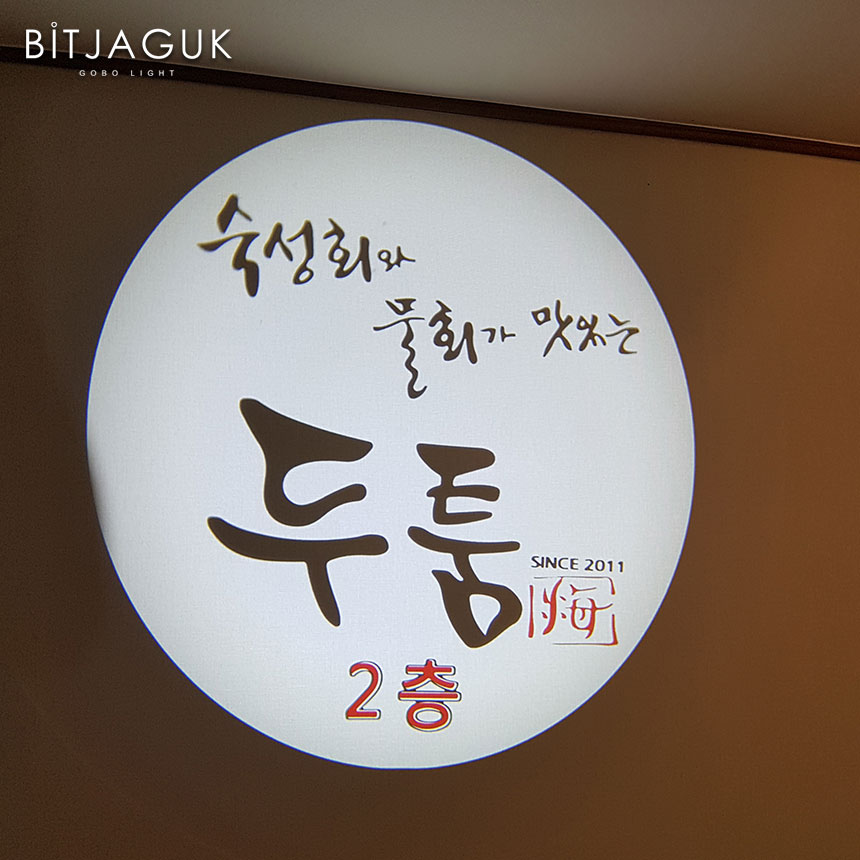 BiTJAGUK
GOBO LIGHT
숙성회와
물회가 맛있는
두툼
SINCE 2011
海
2층